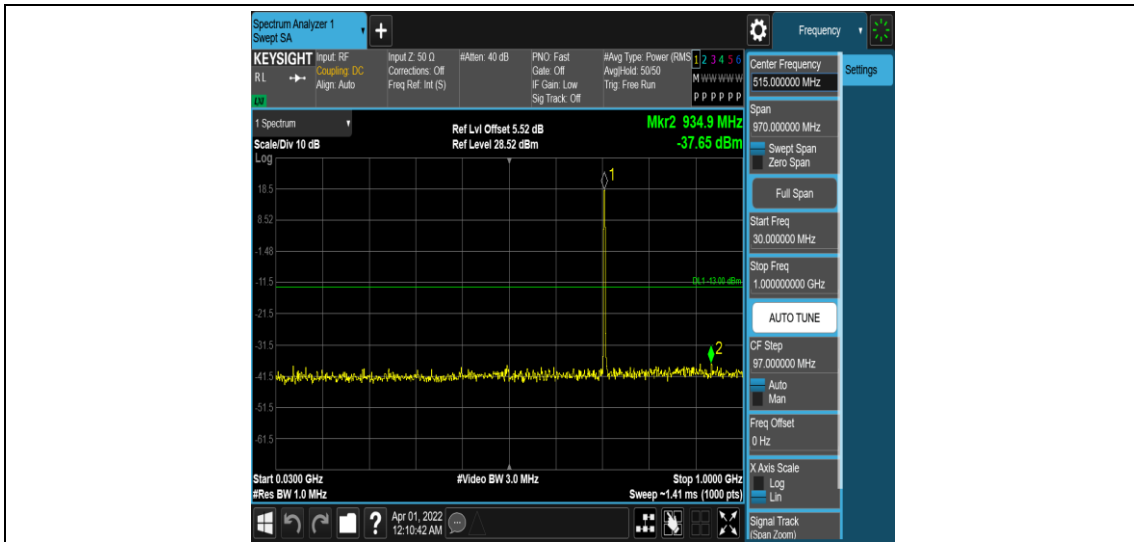 Spectrum Analyzer 1
Swept SA
Frequency
KEYSIGHT
RL
LXI
Input: RF
Coupling: DC
Align: Auto
Input Z: 50 Ω
Corrections: Off
Freq Ref: Int (S)
#Atten: 40 dB
PNO: Fast
Gate: Off
IF Gain: Low
Sig Track: Off
#Avg Type: Power (RMS
Avg|Hold: 50/50
Trig: Free Run
1 2 3 4 5 6
M W W W W W
P P P P P P
Center Frequency
515.000000 MHz
Settings
1 Spectrum
Scale/Div 10 dB
Log
Ref Lvl Offset 5.52 dB
Ref Level 28.52 dBm
Mkr2 934.9 MHz
-37.65 dBm
Span
970.000000 MHz
Swept Span
Zero Span
Full Span
Start Freq
30.000000 MHz
Stop Freq
1.000000000 GHz
AUTO TUNE
CF Step
97.000000 MHz
Auto
Man
Freq Offset
0 Hz
X Axis Scale
Log
Lin
Signal Track
(Span Zoom)
1
18.5
8.52
-1.48
-11.5
DL1 -13.00 dBm
-21.5
-31.5
2
-41.5
-51.5
-61.5
Start 0.0300 GHz
#Video BW 3.0 MHz
Stop 1.0000 GHz
#Res BW 1.0 MHz
Sweep ~1.41 ms (1000 pts)
?
Apr 01, 2022
12:10:42 AM